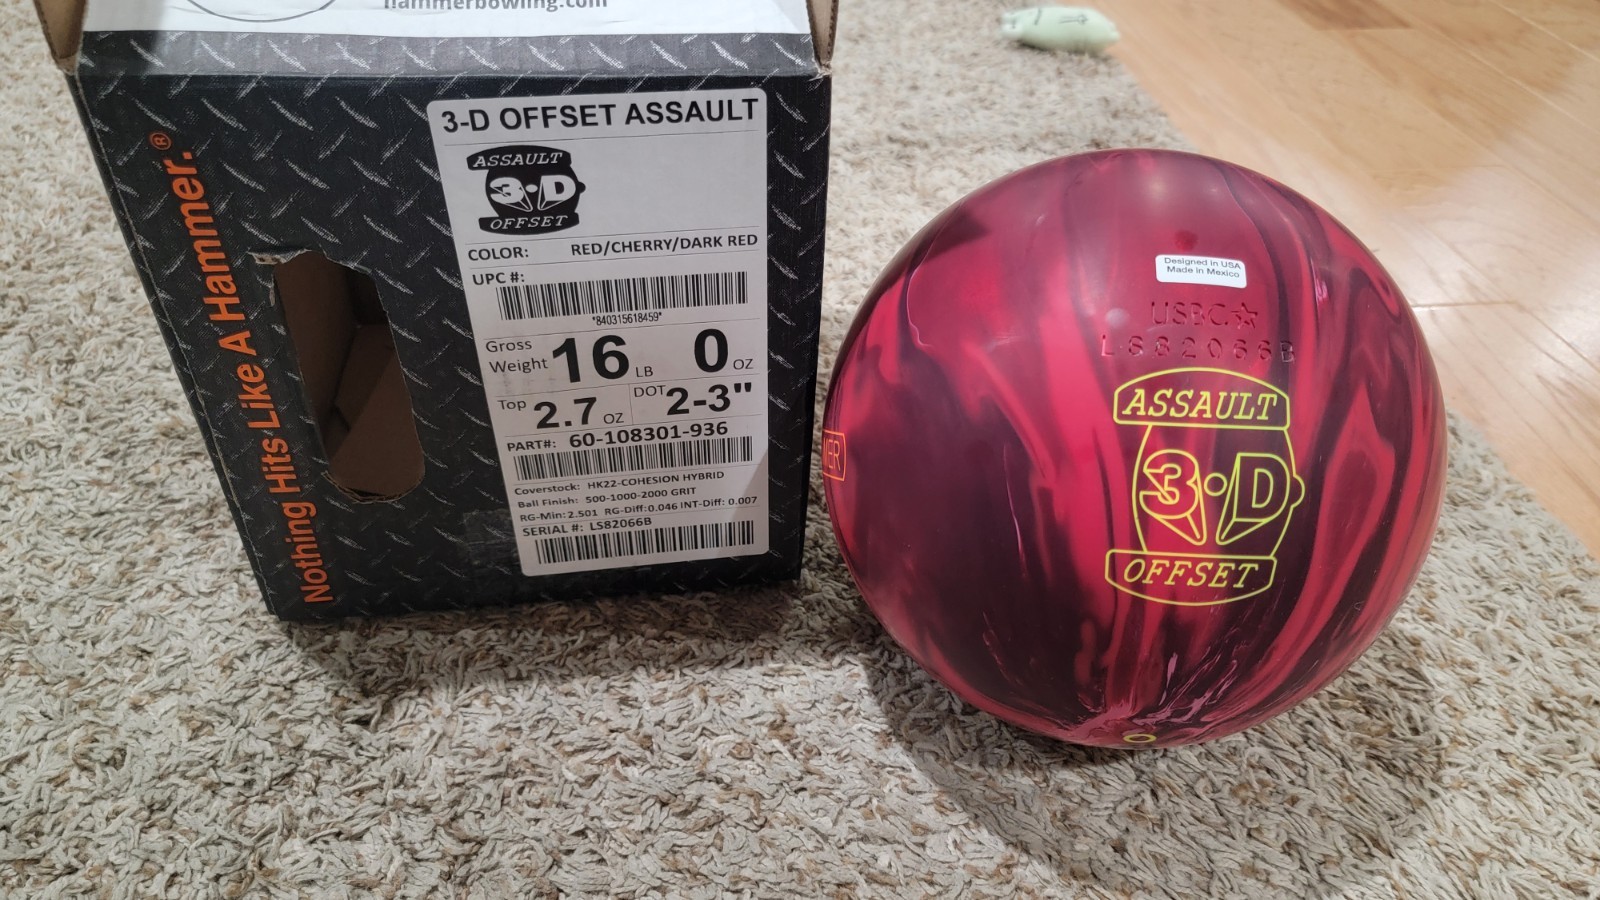 hammerbowling.com
Nothing Hits Like A Hammer.®
3-D OFFSET ASSAULT
ASSAULT
3·D
OFFSET
COLOR: RED/CHERRY/DARK RED
UPC #:
*840315618459*
Gross Weight 16 LB 0 OZ
Top 2.7 OZ DOT 2-3"
PART#: 60-108301-936
Coverstock: HK22-COHESION HYBRID
Ball Finish: 500-1000-2000 GRIT
RG-Min: 2.501 RG-Diff:0.046 INT-Diff: 0.007
SERIAL #: LS82066B
Designed in USA
Made in Mexico
USBC☆
ASSAULT
3·D
OFFSET